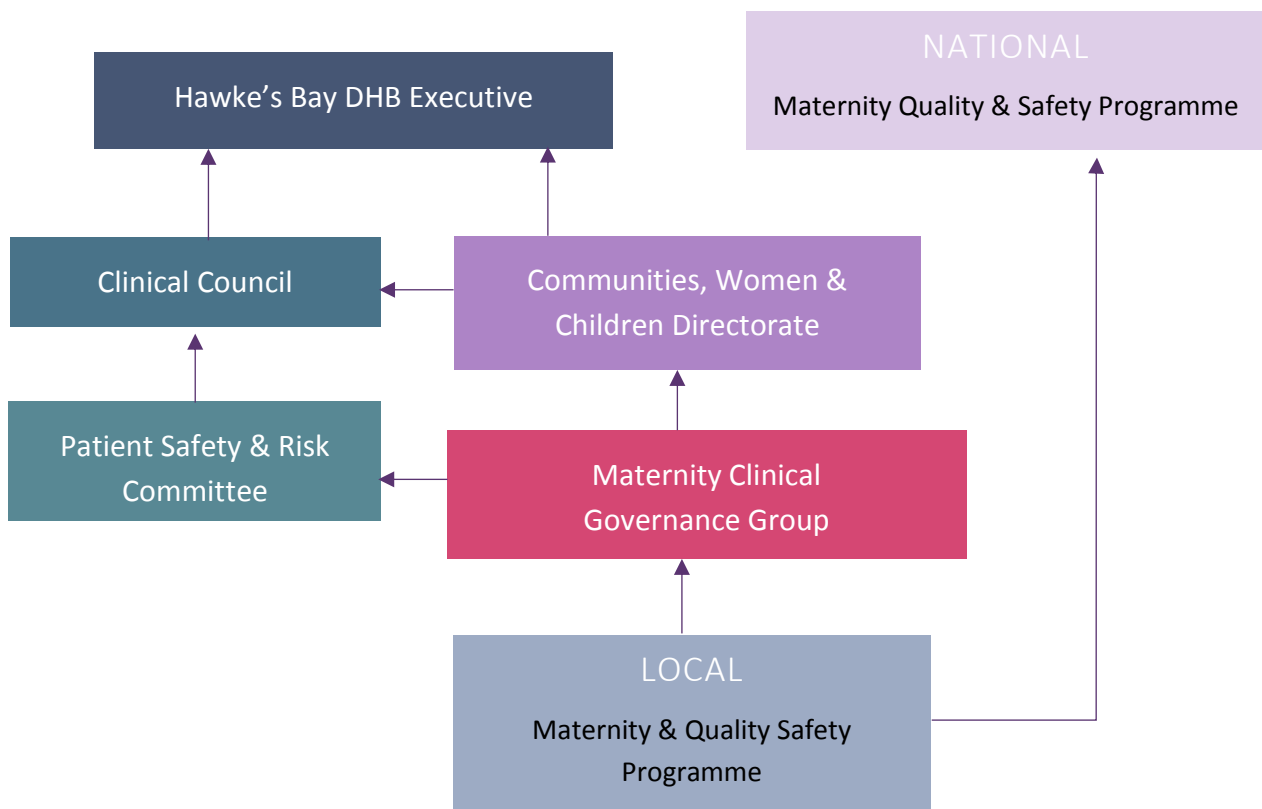 NATIONAL
Maternity Quality & Safety Programme
Hawke’s Bay DHB Executive
Clinical Council
Communities, Women &
Children Directorate
Patient Safety & Risk
Committee
Maternity Clinical
Governance Group
LOCAL
Maternity & Quality Safety
Programme